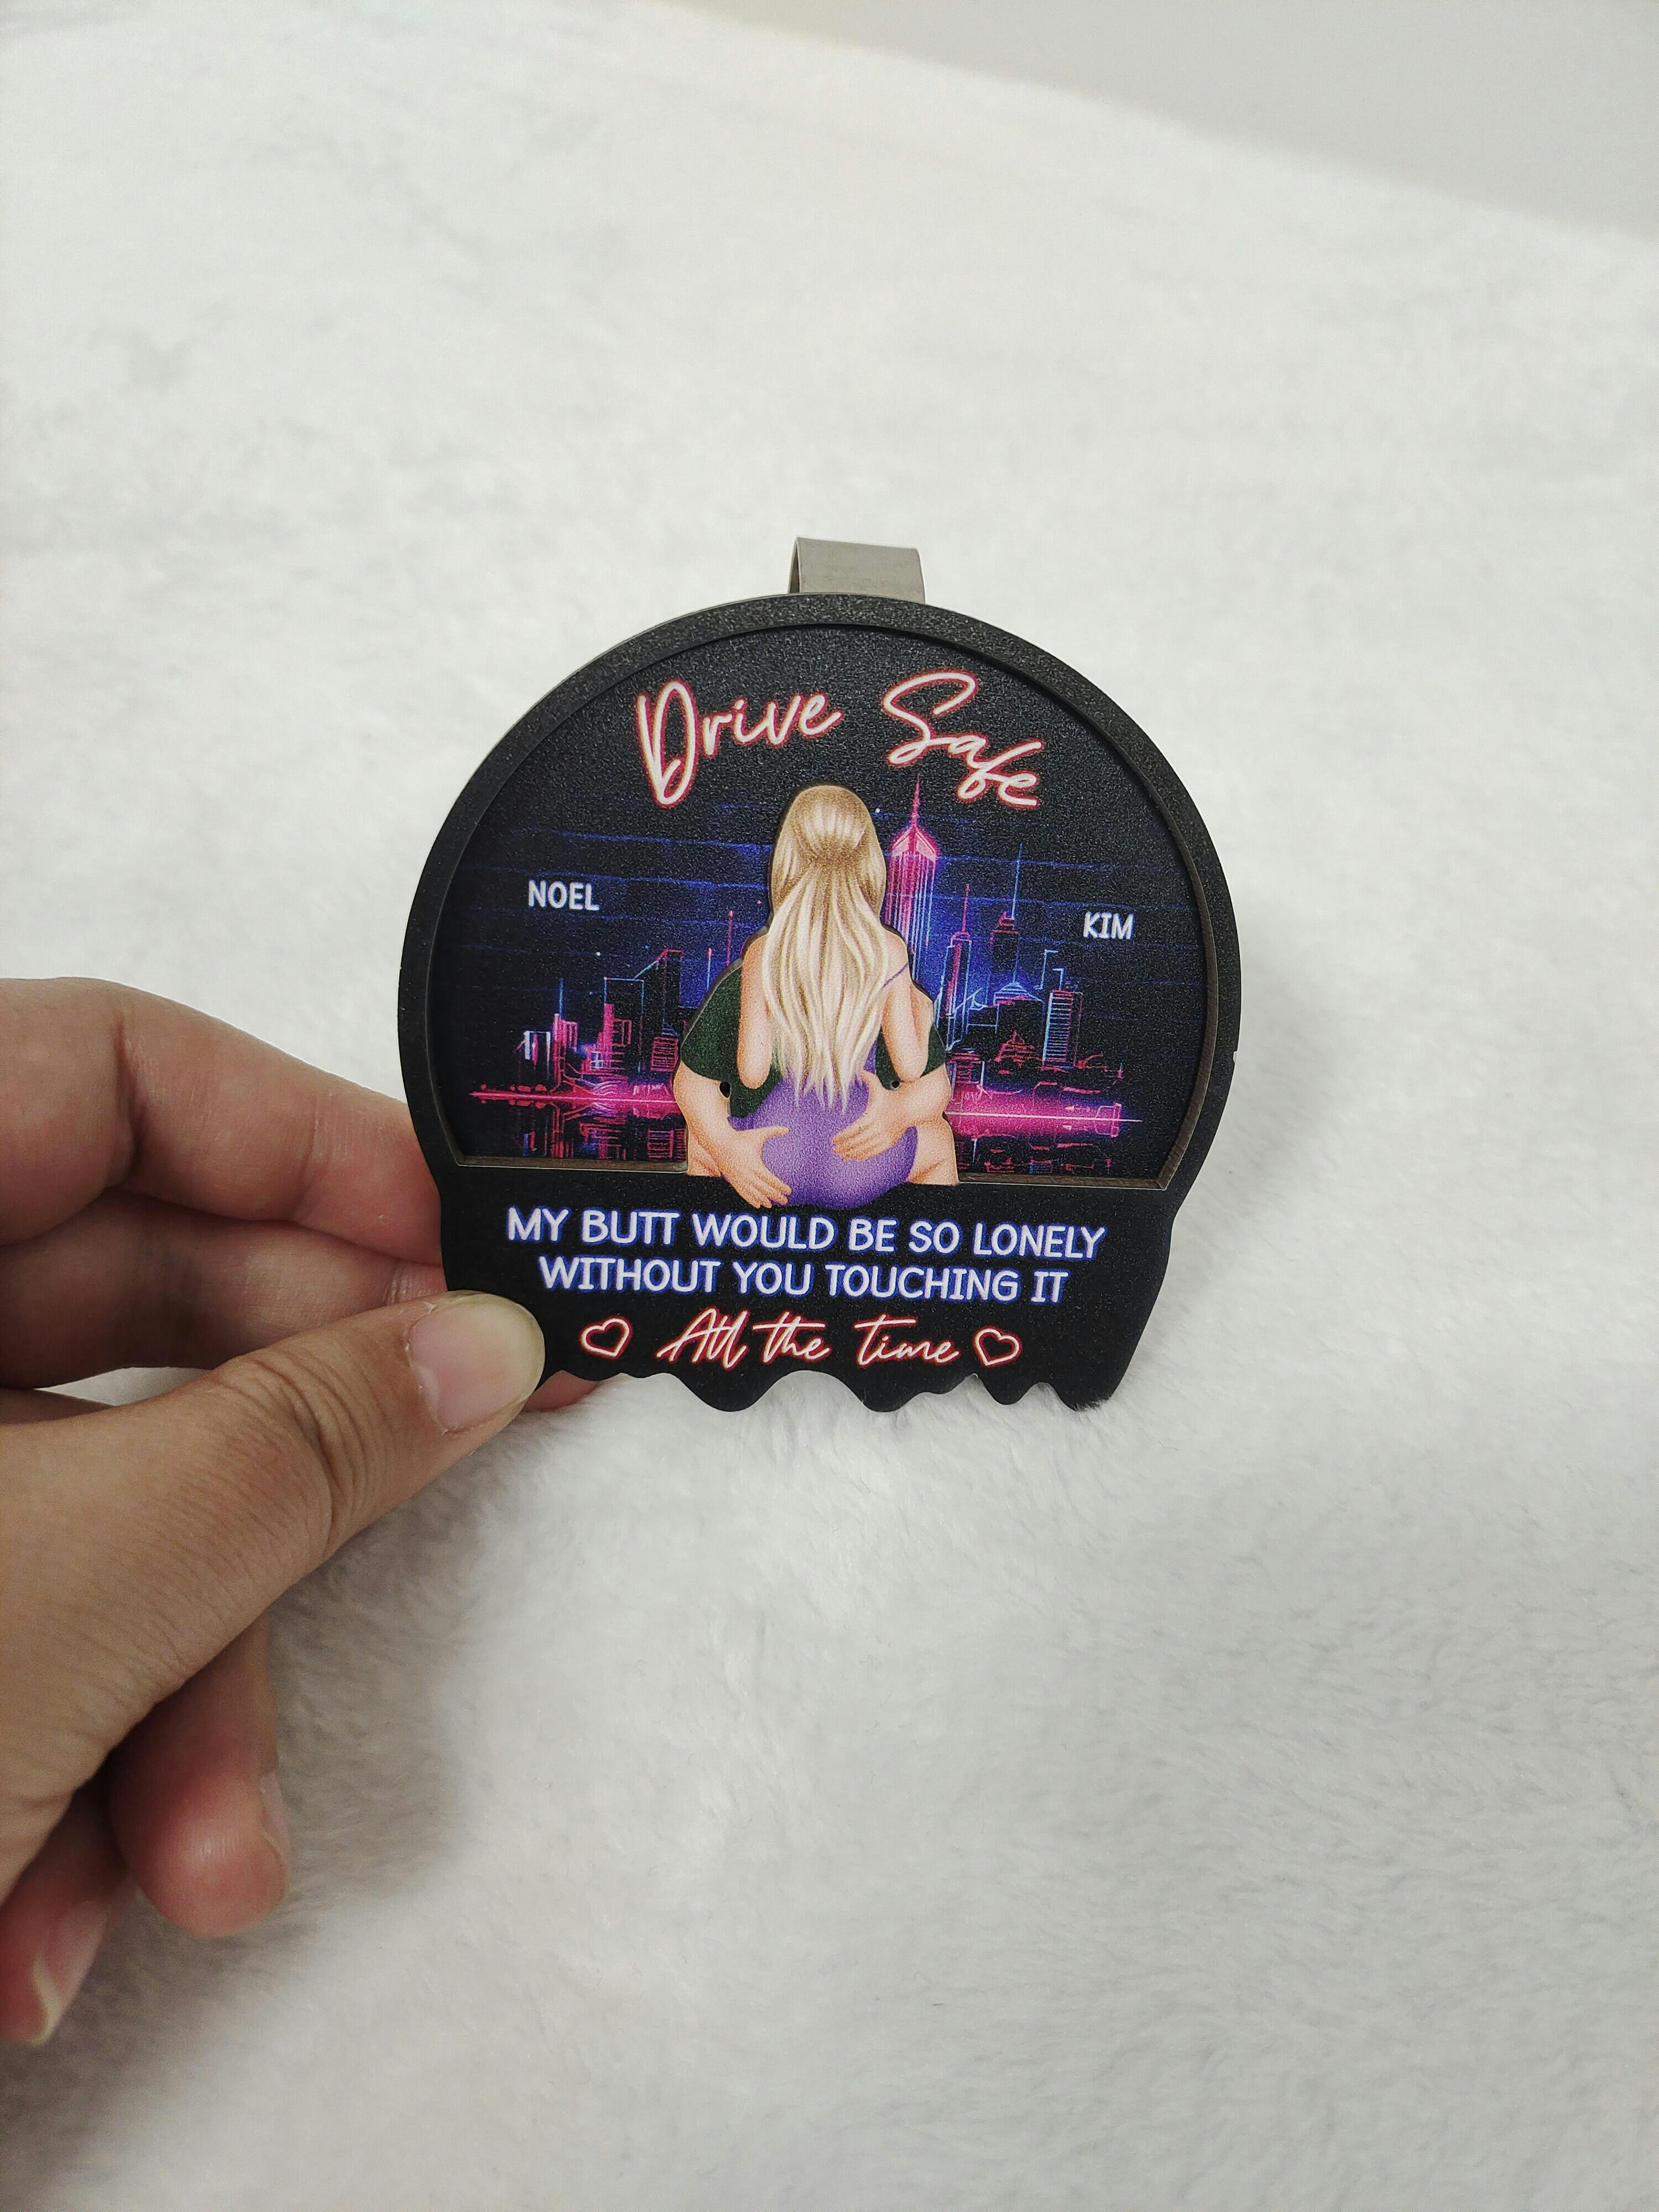 Drive Safe
NOEL
KIM
MY BUTT WOULD BE SO LONELY
WITHOUT YOU TOUCHING IT
All the time